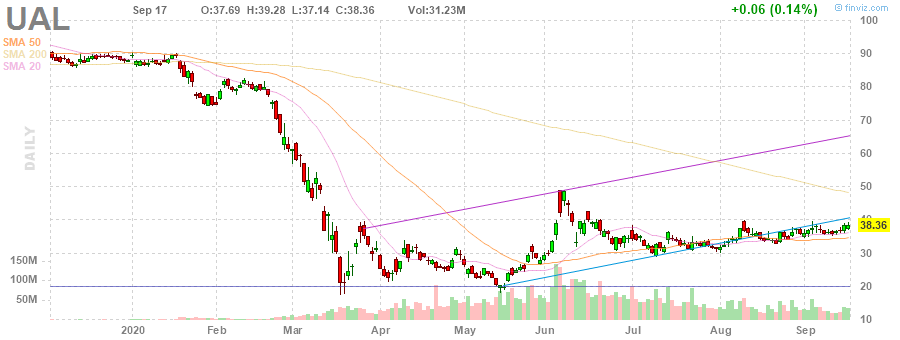 UAL Sep 17 O:37.69 H:39.28 L:37.14 C:38.36 Vol:31.23M +0.06 (0.14%) © finviz.com
SMA 50
SMA 200
SMA 20
DAILY
100
90
80
70
60
50
40
38.36
30
20
10
150M
100M
50M
2020 Feb Mar Apr May Jun Jul Aug Sep